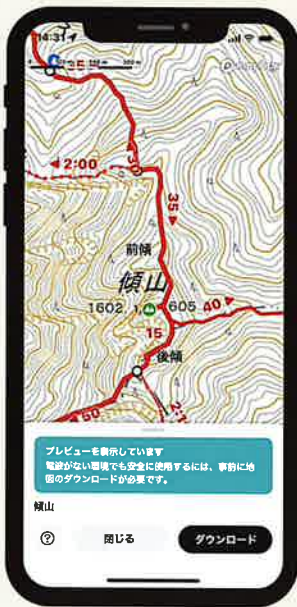 14:31
◀2:00
30
35▶
前傾
傾山
1602.1
605
40▶
15
後傾
50
プレビューを表示しています
電波がない環境でも安全に使用するには、事前に地
図のダウンロードが必要です。
傾山
?
閉じる
ダウンロード